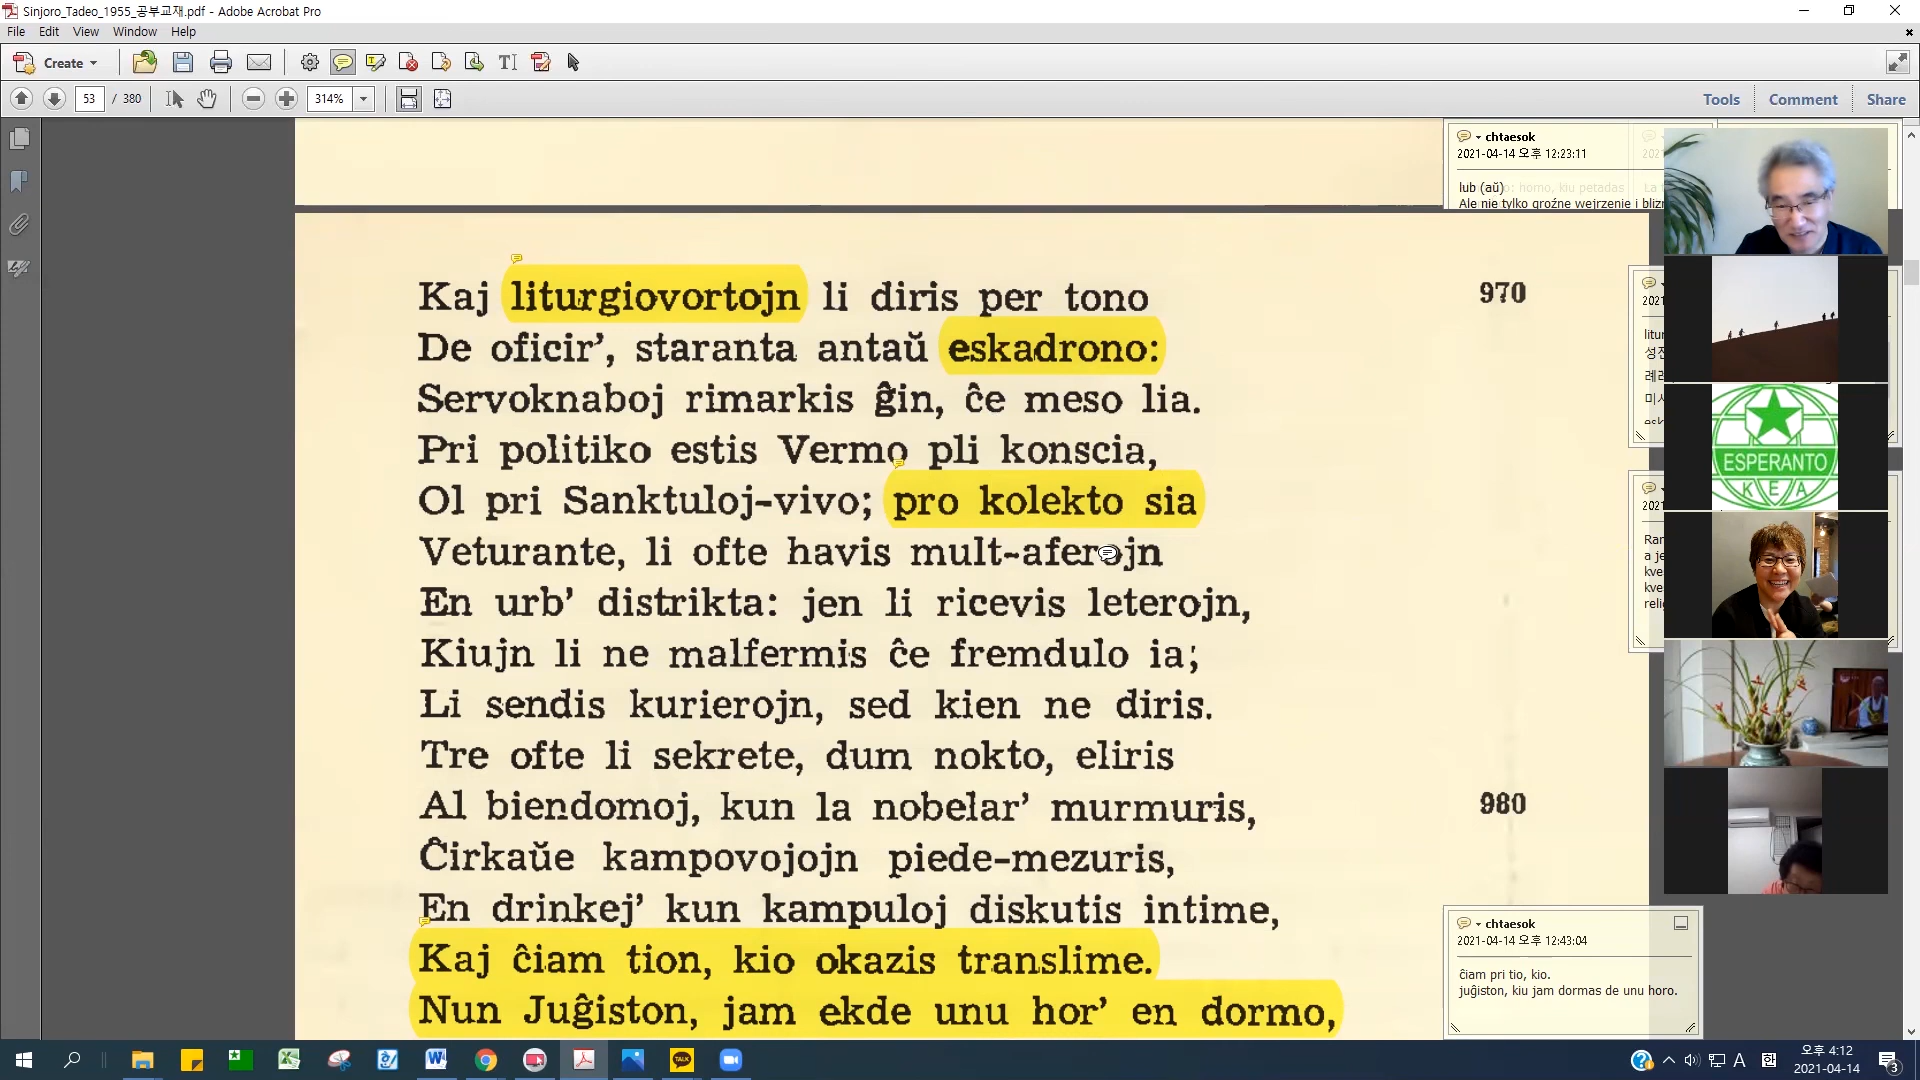 Sinjoro_Tadeo_1955_공부교재.pdf - Adobe Acrobat Pro
File Edit View Window Help
Create
53 / 380 314% Tools Comment Share
chtaesok
2021-04-14 오후 12:23:11
lub (aŭ)
Ale nie tylko groźne wejrzenie i
Kaj liturgiovortojn li diris per tono 970
De oficir’, staranta antaŭ eskadrono:
Servoknaboj rimarkis ĝin, ĉe meso lia.
Pri politiko estis Vermo pli konscia,
Ol pri Sanktuloj-vivo; pro kolekto sia
Veturante, li ofte havis mult-aferojn
En urb’ distrikta: jen li ricevis leterojn,
Kiujn li ne malfermis ĉe fremdulo ia;
Li sendis kurierojn, sed kien ne diris.
Tre ofte li sekrete, dum nokto, eliris
Al biendomoj, kun la nobelar’ murmuris, 980
Ĉirkaŭe kampovojojn piede-mezuris,
En drinkej’ kun kampuloj diskutis intime,
Kaj ĉiam tion, kio okazis translime.
Nun Juĝiston, jam ekde unu hor’ en dormo,
chtaesok
2021-04-14 오후 12:43:04
ĉiam pri tio, kio.
juĝiston, kiu jam dormas de unu horo.
ESPERANTO
KEA
TALK
A 한
오후 4:12
2021-04-14
3